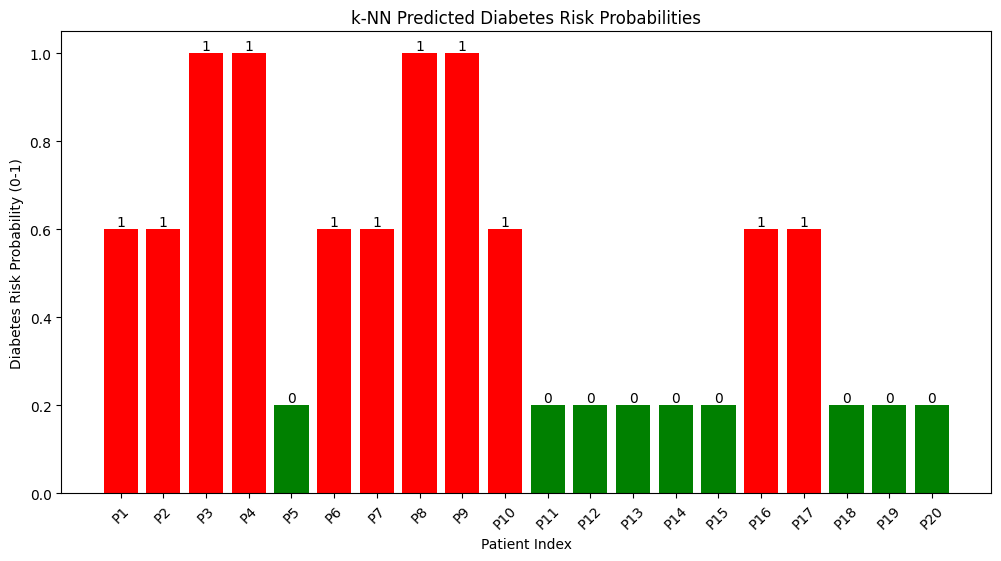 k-NN Predicted Diabetes Risk Probabilities
Diabetes Risk Probability (0-1)
1.0
0.8
0.6
0.4
0.2
0.0
1 1 1 1 0 1 1 1 1 1 0 0 0 0 0 1 1 0 0 0
P1 P2 P3 P4 P5 P6 P7 P8 P9 P10 P11 P12 P13 P14 P15 P16 P17 P18 P19 P20
Patient Index